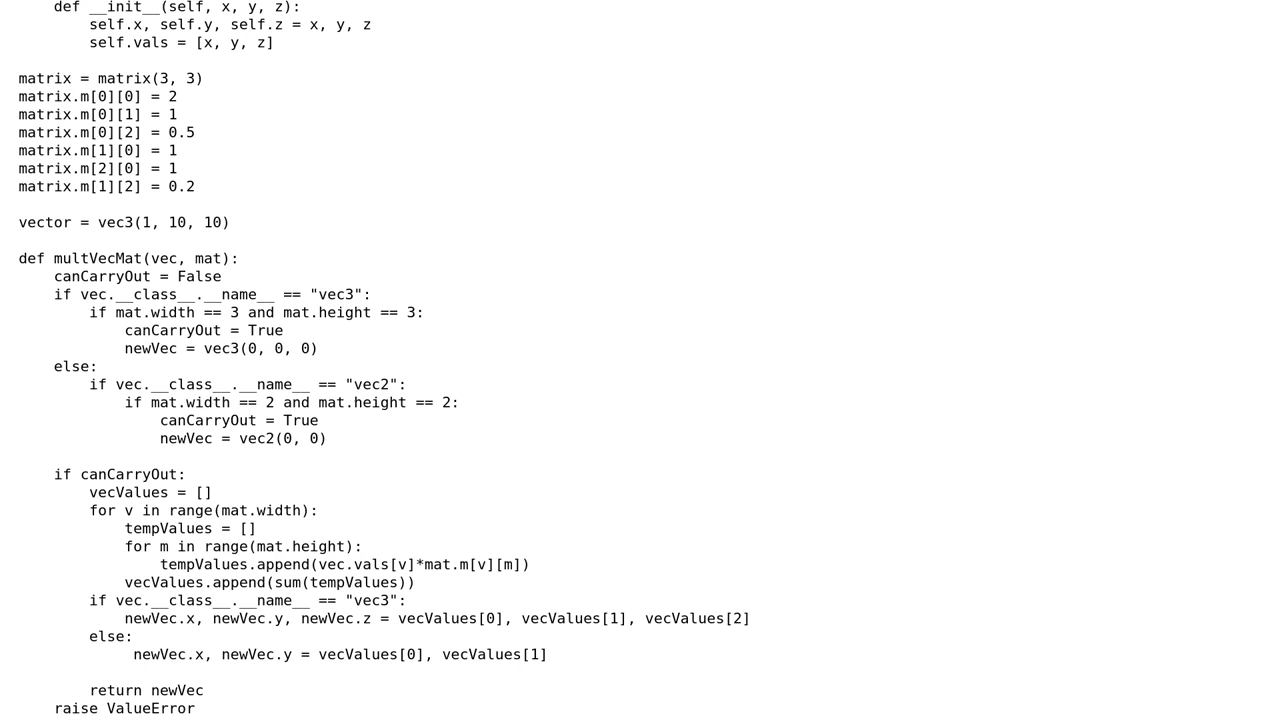 def __init__(self, x, y, z):
self.x, self.y, self.z = x, y, z
self.vals = [x, y, z]
matrix = matrix(3, 3)
matrix.m[0][0] = 2
matrix.m[0][1] = 1
matrix.m[0][2] = 0.5
matrix.m[1][0] = 1
matrix.m[2][0] = 1
matrix.m[1][2] = 0.2
vector = vec3(1, 10, 10)
def multVecMat(vec, mat):
canCarryOut = False
if vec.__class__.__name__ == "vec3":
if mat.width == 3 and mat.height == 3:
canCarryOut = True
newVec = vec3(0, 0, 0)
else:
if vec.__class__.__name__ == "vec2":
if mat.width == 2 and mat.height == 2:
canCarryOut = True
newVec = vec2(0, 0)
if canCarryOut:
vecValues = []
for v in range(mat.width):
tempValues = []
for m in range(mat.height):
tempValues.append(vec.vals[v]*mat.m[v][m])
vecValues.append(sum(tempValues))
if vec.__class__.__name__ == "vec3":
newVec.x, newVec.y, newVec.z = vecValues[0], vecValues[1], vecValues[2]
else:
newVec.x, newVec.y = vecValues[0], vecValues[1]
return newVec
raise ValueError